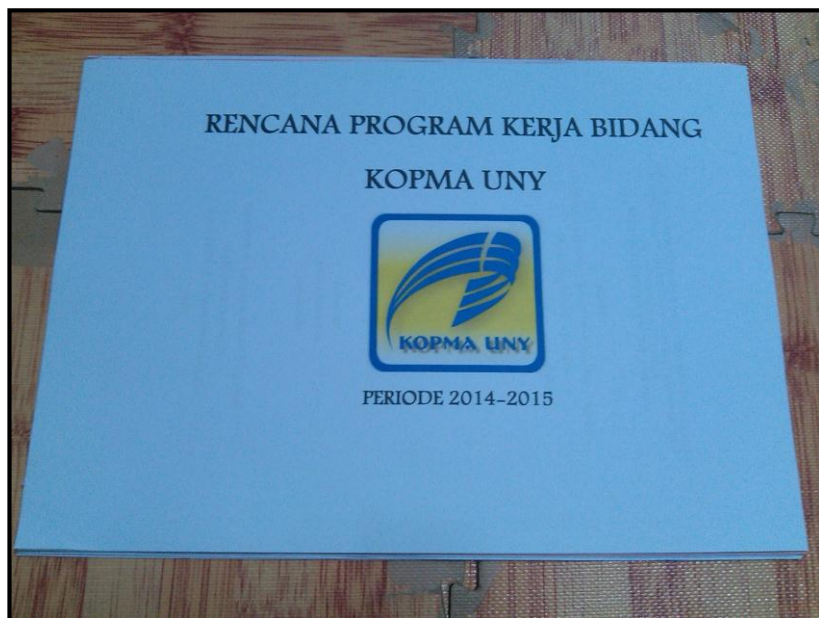 RENCANA PROGRAM KERJA BIDANG
KOPMA UNY
KOPMA UNY
PERIODE 2014-2015